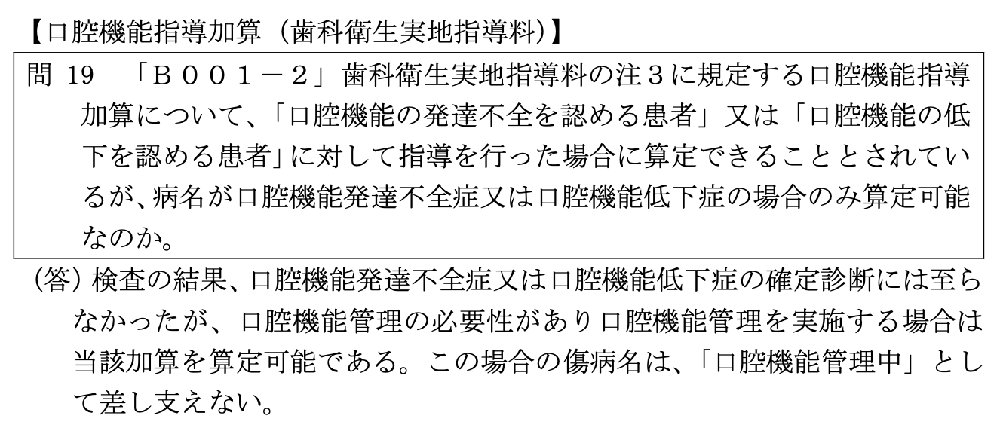 【口腔機能指導加算(歯科衛生実地指導料)】
問 19 「B001-2」歯科衛生実地指導料の注3に規定する口腔機能指導
加算について、「口腔機能の発達不全を認める患者」又は「口腔機能の低
下を認める患者」に対して指導を行った場合に算定できることとされてい
るが、病名が口腔機能発達不全症又は口腔機能低下症の場合のみ算定可能
なのか。
(答)検査の結果、口腔機能発達不全症又は口腔機能低下症の確定診断には至ら
なかったが、口腔機能管理の必要性があり口腔機能管理を実施する場合は
当該加算を算定可能である。この場合の傷病名は、「口腔機能管理中」とし
て差し支えない。